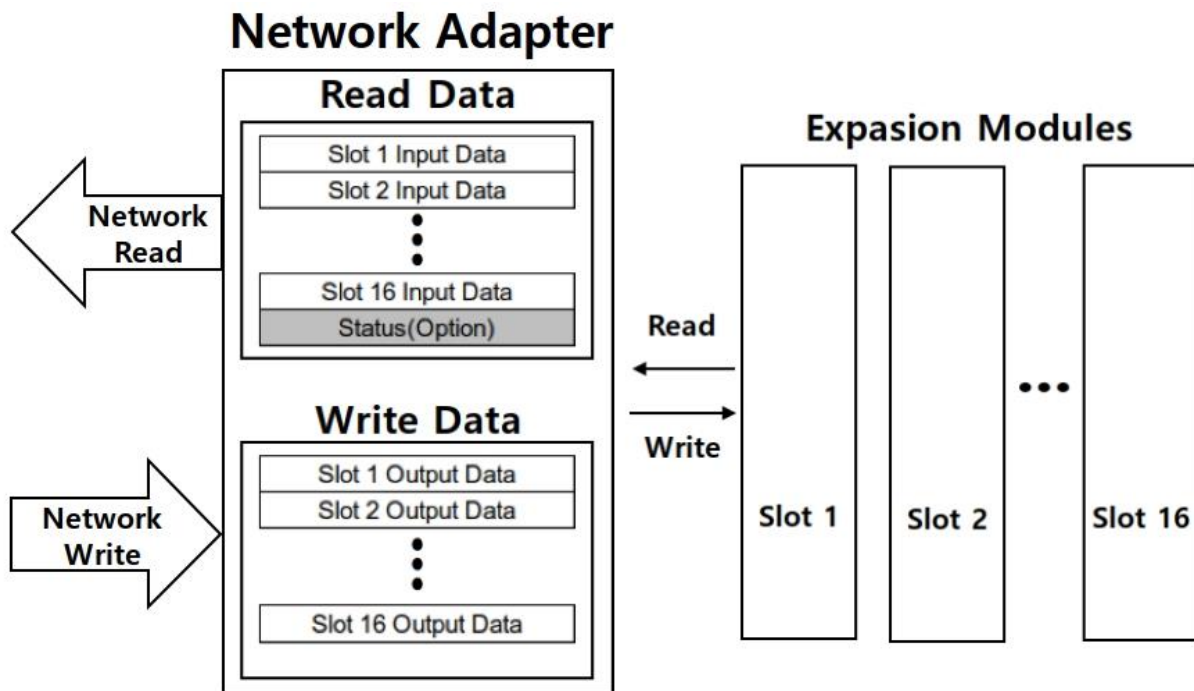 Network Adapter
Read Data
Slot 1 Input Data
Slot 2 Input Data
Slot 16 Input Data
Status(Option)
Network
Read
Write Data
Slot 1 Output Data
Slot 2 Output Data
Slot 16 Output Data
Network
Write
Read
Write
Expasion Modules
Slot 1
Slot 2
Slot 16